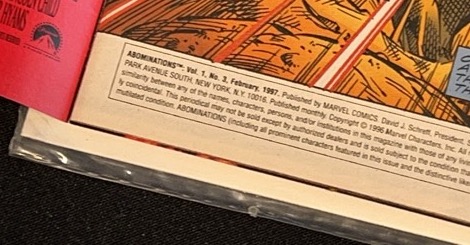 ABOMINATIONS™ Vol. 1, No. 3, February, 1997. Published by MARVEL COMICS. David J. Schreff, President.
PARK AVENUE SOUTH, NEW YORK, N.Y. 10016. Published monthly. Copyright © 1996 Marvel Characters, Inc. All
similarity between any of the names, characters, persons, and/or institutions in this magazine with those of any
ly coincidental. This periodical may not be sold except by authorized dealers and is sold subject to the condition
mutilated condition. ABOMINATIONS (including all prominent characters featured in this issue and the distinctive